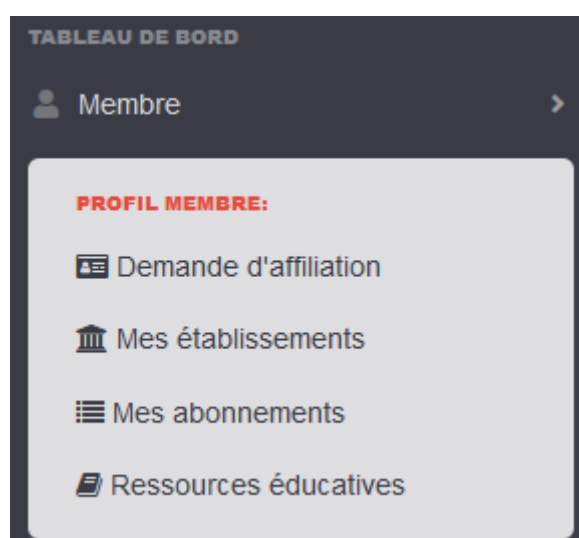 TABLEAU DE BORD
Membre
PROFIL MEMBRE:
Demande d'affiliation
Mes établissements
Mes abonnements
Ressources éducatives